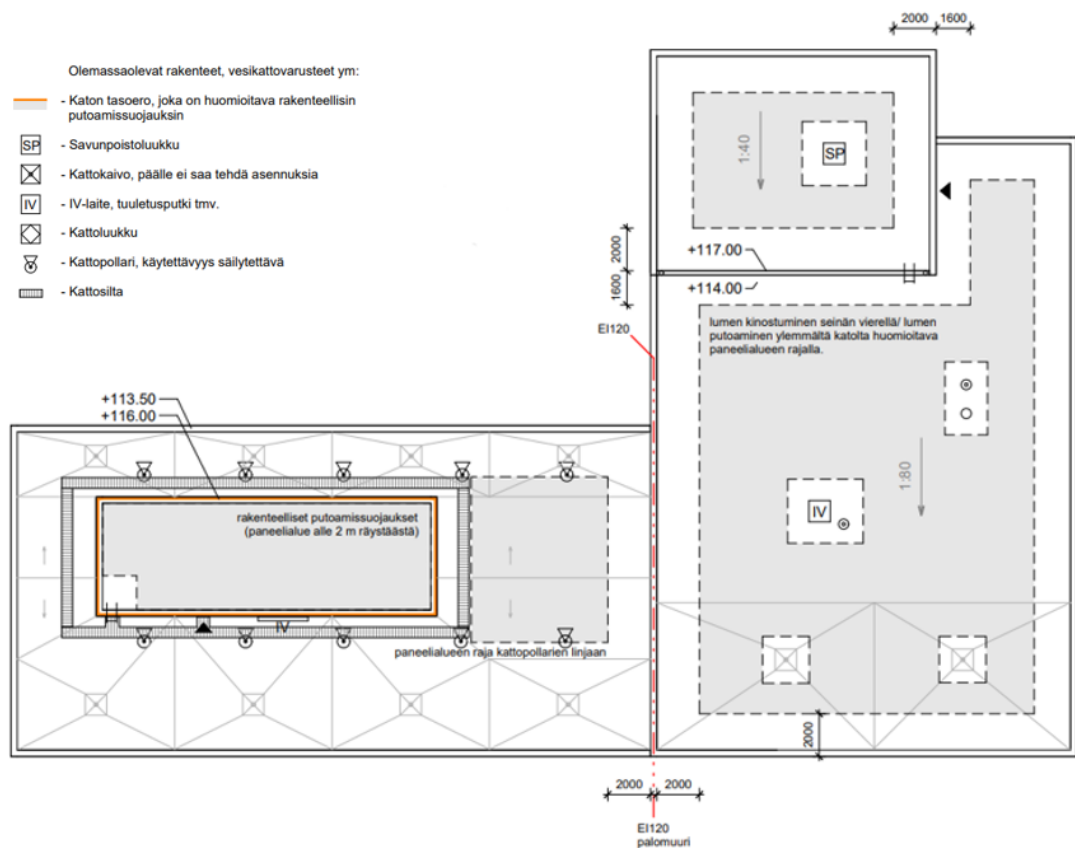 Olemassaolevat rakenteet, vesikattovarusteet ym:
- Katon tasoero, joka on huomioitava rakenteellisin
putoamissuojauksin
SP - Savunpoistoluukku
- Kattokaivo, päälle ei saa tehdä asennuksia
IV - IV-laite, tuuletusputki tmv.
- Kattoluukku
- Kattopollari, käytettävyys säilytettävä
- Kattosilta
2000 1600
1:40
SP
2000
1600
+117.00
+114.00
EI120
lumen kinostuminen seinän vierellä/ lumen
putoaminen ylemmältä katolta huomioitava
paneelialueen rajalla.
+113.50
+116.00
rakenteelliset putoamissuojaukset
(paneelialue alle 2 m räystäästä)
IV
1:80
IV
paneelialueen raja kattopollarien linjaan
2000
2000 2000
EI120
palomuuri